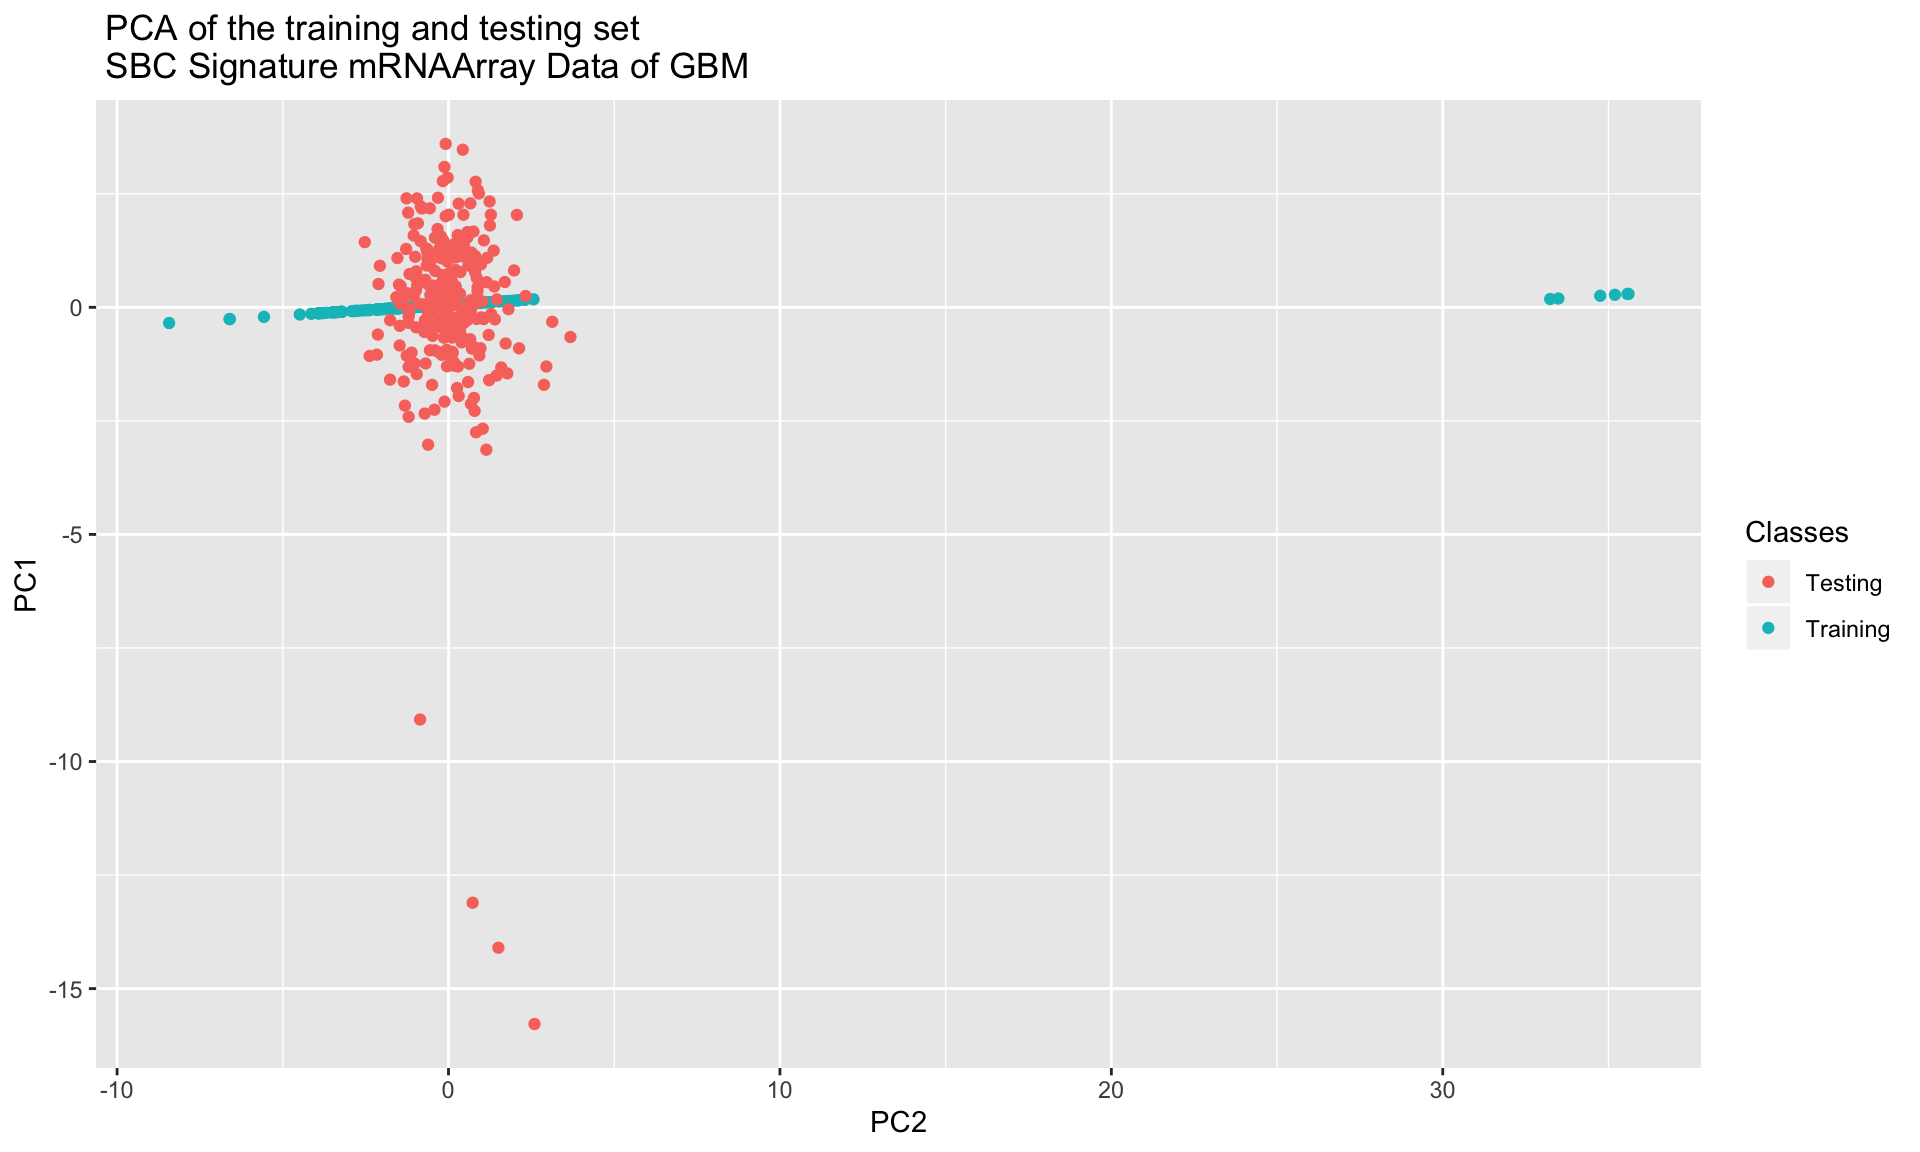 PCA of the training and testing set
SBC Signature mRNAArray Data of GBM
0
-5
-10
-15
PC1
-10
0
10
20
30
PC2
Classes
Testing
Training